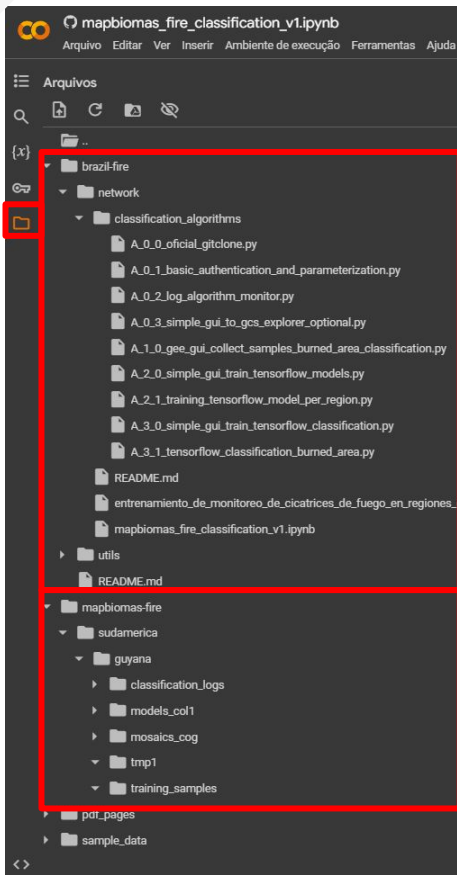 mapbiomas_fire_classification_v1.ipynb
Arquivo Editar Ver Inserir Ambiente de execução Ferramentas Ajuda
Arquivos
{x}
..
brazil-fire
network
classification_algorithms
A_0_0_oficial_gitclone.py
A_0_1_basic_authentication_and_parameterization.py
A_0_2_log_algorithm_monitor.py
A_0_3_simple_gui_to_gcs_explorer_optional.py
A_1_0_gee_gui_collect_samples_burned_area_classification.py
A_2_0_simple_gui_train_tensorflow_models.py
A_2_1_training_tensorflow_model_per_region.py
A_3_0_simple_gui_train_tensorflow_classification.py
A_3_1_tensorflow_classification_burned_area.py
README.md
entrenamiento_de_monitoreo_de_cicatrices_de_fuego_en_regiones_
mapbiomas_fire_classification_v1.ipynb
utils
README.md
mapbiomas-fire
sudamerica
guyana
classification_logs
models_col1
mosaics_cog
tmp1
training_samples
pdf_pages
sample_data
<>